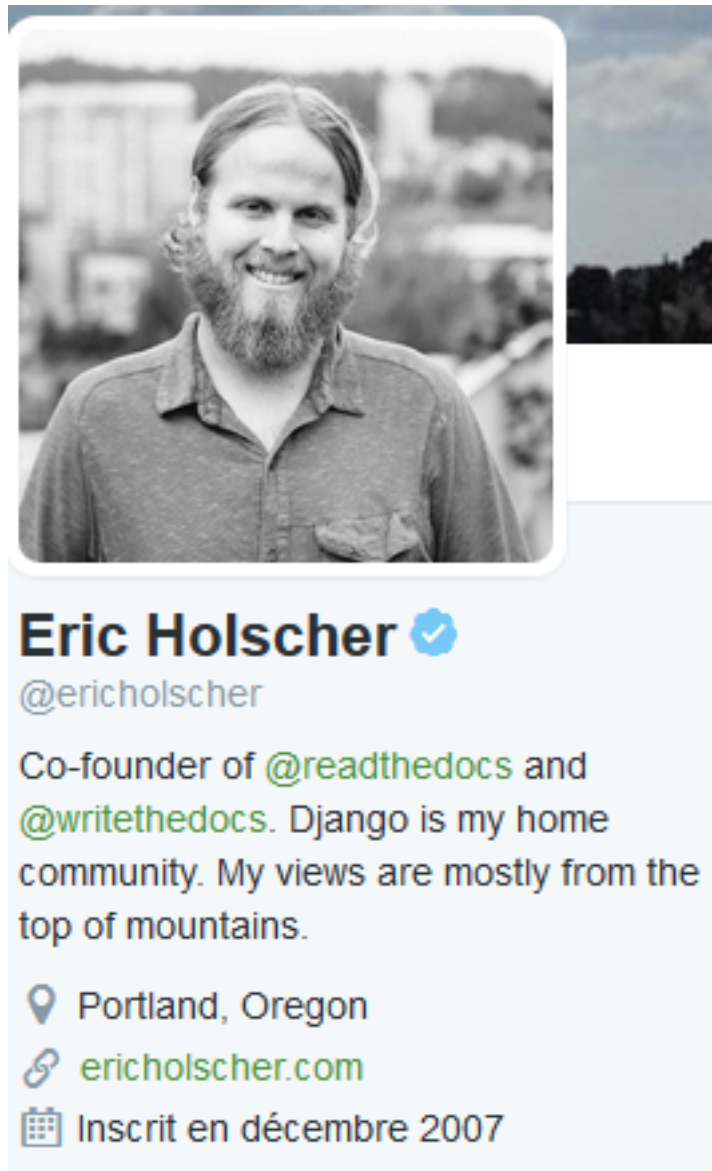 Eric Holscher
@ericholscher
Co-founder of @readthedocs and
@writethedocs. Django is my home
community. My views are mostly from the
top of mountains.
Portland, Oregon
ericholscher.com
Inscrit en décembre 2007